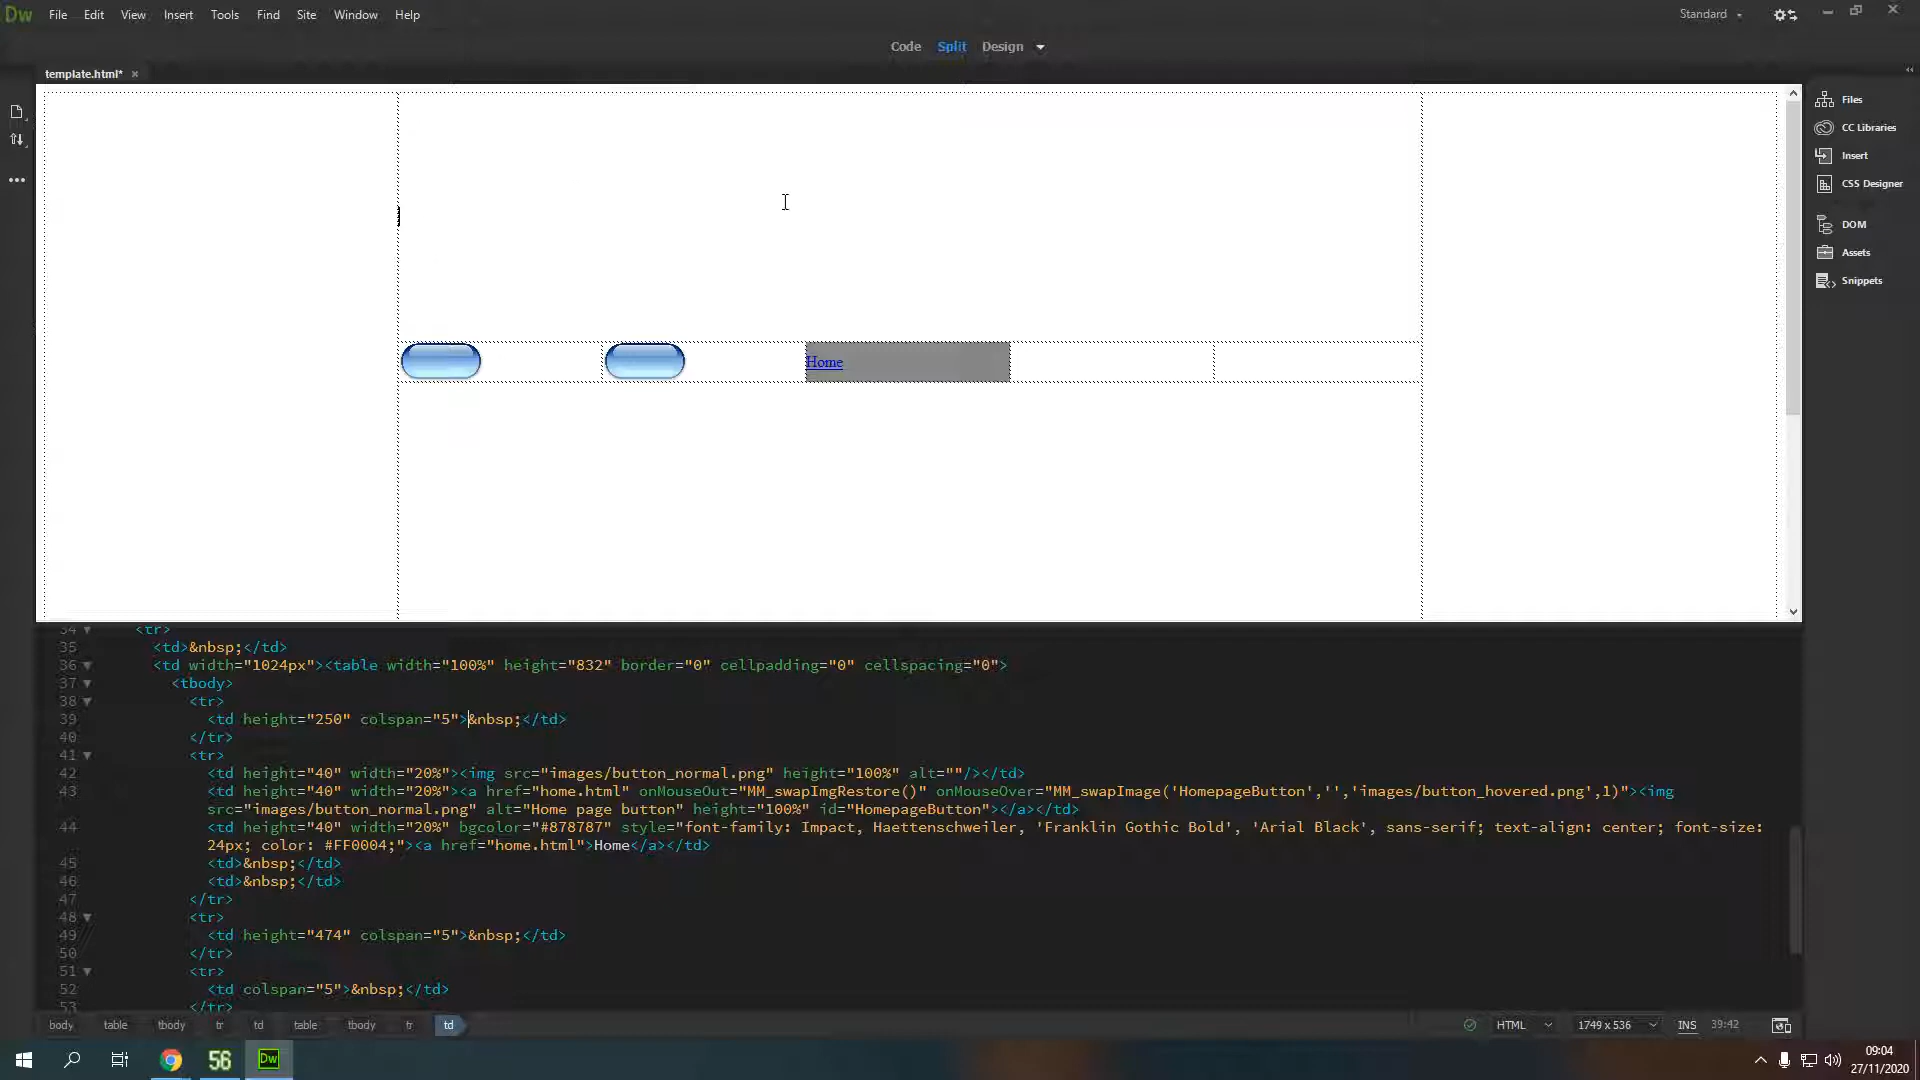 Dw File Edit View Insert Tools Find Site Window Help Standard
Code Split Design
template.html*
Files
CC Libraries
Insert
CSS Designer
DOM
Assets
Snippets
Home
34 <tr>
35 <td>&nbsp;</td>
36 <td width="1024px"><table width="100%" height="832" border="0" cellpadding="0" cellspacing="0">
37 <tbody>
38 <tr>
39 <td height="250" colspan="5">&nbsp;</td>
40 </tr>
41 <tr>
42 <td height="40" width="20%"><img src="images/button_normal.png" height="100%" alt=""/></td>
43 <td height="40" width="20%"><a href="home.html" onMouseOut="MM_swapImgRestore()" onMouseOver="MM_swapImage('HomepageButton','','images/button_hovered.png',1)"><img
src="images/button_normal.png" alt="Home page button" height="100%" id="HomepageButton"></a></td>
44 <td height="40" width="20%" bgcolor="#878787" style="font-family: Impact, Haettenschweiler, 'Franklin Gothic Bold', 'Arial Black', sans-serif; text-align: center; font-size:
24px; color: #FF0004;"><a href="home.html">Home</a></td>
45 <td>&nbsp;</td>
46 <td>&nbsp;</td>
47 </tr>
48 <tr>
49 <td height="474" colspan="5">&nbsp;</td>
50 </tr>
51 <tr>
52 <td colspan="5">&nbsp;</td>
53 </tr>
body table tbody tr td table tbody tr td HTML 1749 x 536 INS 39:42
56 Dw 09:04
27/11/2020